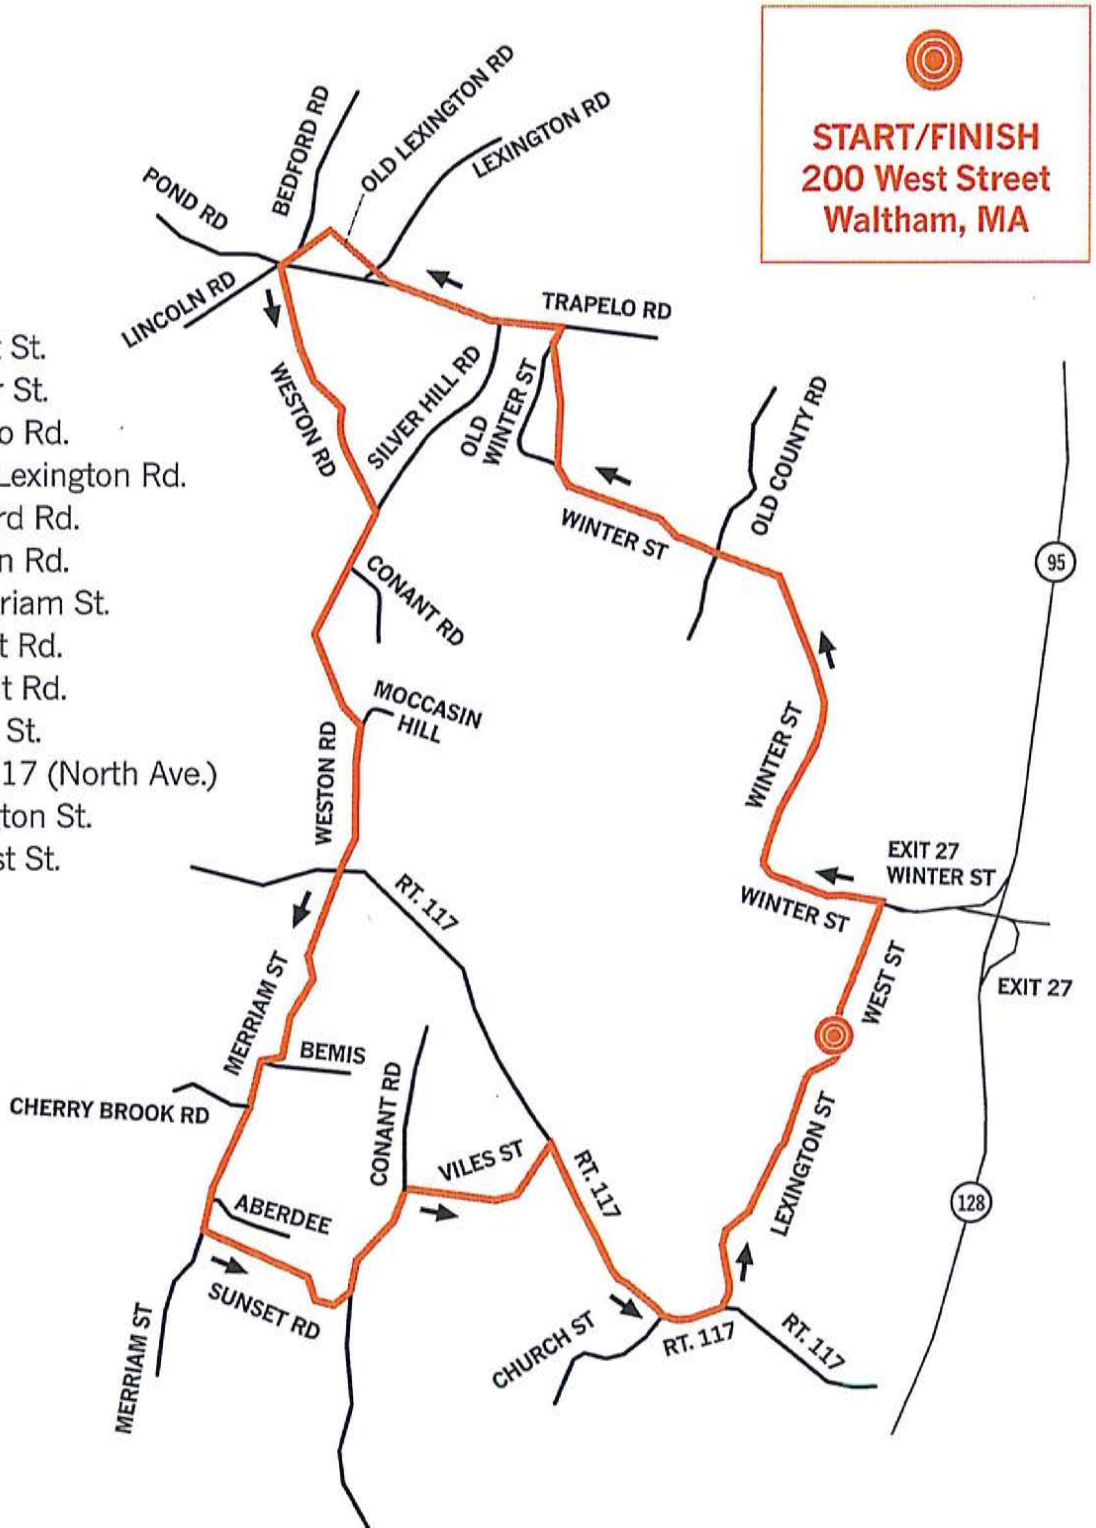 START/FINISH
200 West Street
Waltham, MA
OLD LEXINGTON RD
BEDFORD RD
LEXINGTON RD
POND RD
LINCOLN RD
TRAPELO RD
WESTON RD
SILVER HILL RD
OLD
WINTER ST
OLD COUNTY RD
WINTER ST
CONANT RD
95
MOCCASIN
HILL
WESTON RD
WINTER ST
EXIT 27
WINTER ST
WINTER ST
RT. 117
WEST ST
EXIT 27
MERRIAM ST
BEMIS
CHERRY BROOK RD
CONANT RD
VILES ST
RT. 117
LEXINGTON ST
128
ABERDEE
SUNSET RD
MERRIAM ST
CHURCH ST
RT. 117
RT. 117
St.
St.
Rd.
Lexington Rd.
Rd.
Rd.
St.
Rd.
Rd.
St.
17 (North Ave.)
St.
St.